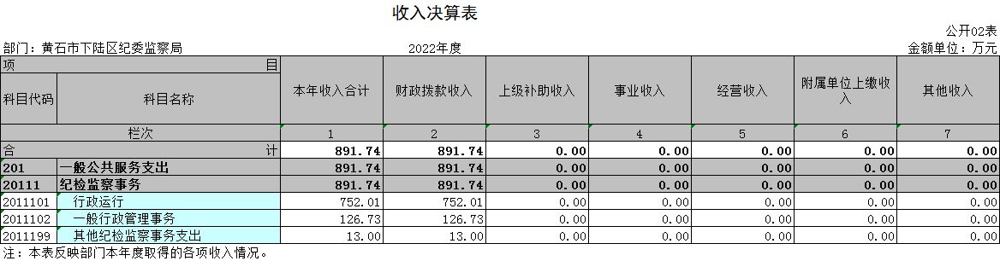 收入决算表
公开02表
部门：黄石市下陆区纪委监察局 2022年度 金额单位：万元
项 目 本年收入合计 财政拨款收入 上级补助收入 事业收入 经营收入 附属单位上缴收入 其他收入
科目代码 科目名称
栏次 1 2 3 4 5 6 7
合 计 891.74 891.74 0.00 0.00 0.00 0.00 0.00
201 一般公共服务支出 891.74 891.74 0.00 0.00 0.00 0.00 0.00
20111 纪检监察事务 891.74 891.74 0.00 0.00 0.00 0.00 0.00
2011101 行政运行 752.01 752.01 0.00 0.00 0.00 0.00 0.00
2011102 一般行政管理事务 126.73 126.73 0.00 0.00 0.00 0.00 0.00
2011199 其他纪检监察事务支出 13.00 13.00 0.00 0.00 0.00 0.00 0.00
注：本表反映部门本年度取得的各项收入情况。